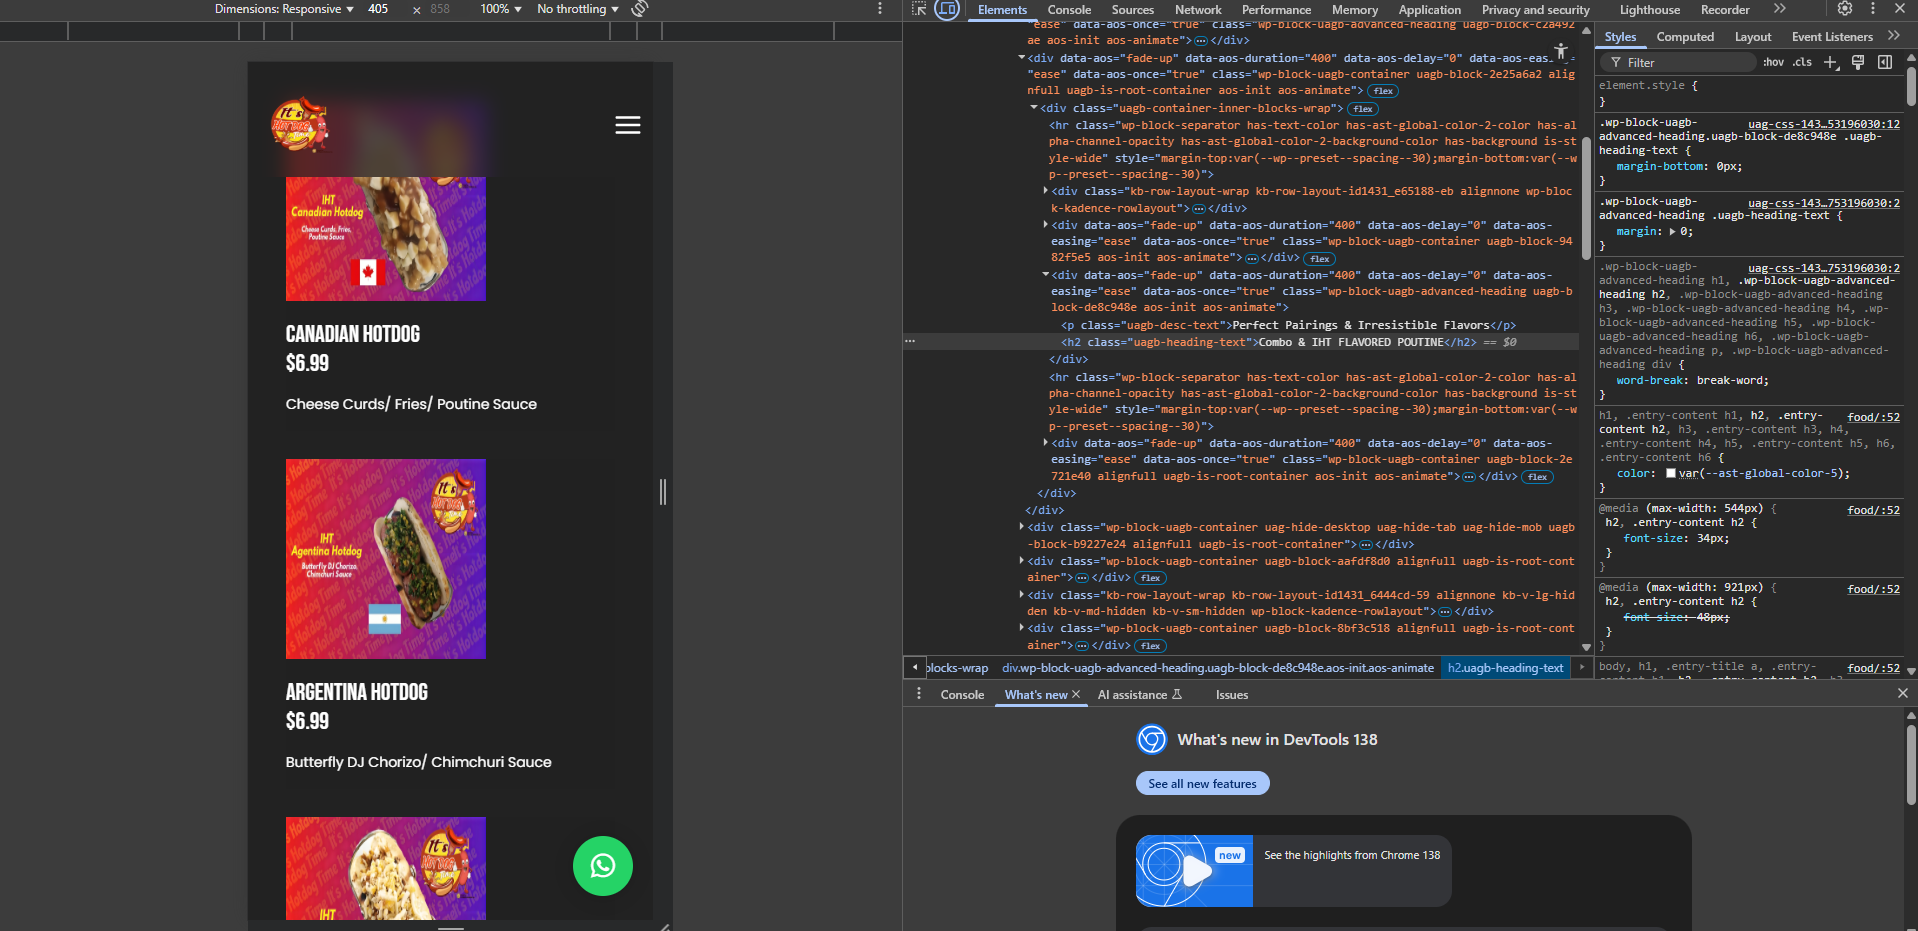 Dimensions: Responsive ▾ 405 × 858 100% ▾ No throttling ▾
it's
HOTDOG
IHT
Canadian Hotdog
Cheese Curds, Fries,
Poutine Sauce
CANADIAN HOTDOG
$6.99
Cheese Curds/ Fries/ Poutine Sauce
it's
HOTDOG
IHT
Agentina Hotdog
Butterfly DJ Chorizo,
Chimichuri Sauce
ARGENTINA HOTDOG
$6.99
Butterfly DJ Chorizo/ Chimchuri Sauce
it's
HOTDOG
IHT
Elements Console Sources Network Performance Memory Application Privacy and security Lighthouse Recorder
"ease" data-aos-once="true" class="wp-block-uagb-advanced-heading uagb-block-c2a492
ae aos-init aos-animate">⋯</div>
<div data-aos="fade-up" data-aos-duration="400" data-aos-delay="0" data-aos-easing=
"ease" data-aos-once="true" class="wp-block-uagb-container uagb-block-2e25a6a2 alig
nfull uagb-is-root-container aos-init aos-animate"> flex
<div class="uagb-container-inner-blocks-wrap"> flex
<hr class="wp-block-separator has-text-color has-ast-global-color-2-color has-al
pha-channel-opacity has-ast-global-color-2-background-color has-background is-st
yle-wide" style="margin-top:var(--wp--preset--spacing--30);margin-bottom:var(--w
p--preset--spacing--30)">
<div class="kb-row-layout-wrap kb-row-layout-id1431_e65188-eb alignnone wp-bloc
k-kadence-rowlayout">⋯</div>
<div data-aos="fade-up" data-aos-duration="400" data-aos-delay="0" data-aos-
easing="ease" data-aos-once="true" class="wp-block-uagb-container uagb-block-94
82f5e5 aos-init aos-animate">⋯</div> flex
<div data-aos="fade-up" data-aos-duration="400" data-aos-delay="0" data-aos-
easing="ease" data-aos-once="true" class="wp-block-uagb-advanced-heading uagb-b
lock-de8c948e aos-init aos-animate">
<p class="uagb-desc-text">Perfect Pairings & Irresistible Flavors</p>
<h2 class="uagb-heading-text">Combo & IHT FLAVORED POUTINE</h2> == $0
</div>
<hr class="wp-block-separator has-text-color has-ast-global-color-2-color has-al
pha-channel-opacity has-ast-global-color-2-background-color has-background is-st
yle-wide" style="margin-top:var(--wp--preset--spacing--30);margin-bottom:var(--w
p--preset--spacing--30)">
<div data-aos="fade-up" data-aos-duration="400" data-aos-delay="0" data-aos-
easing="ease" data-aos-once="true" class="wp-block-uagb-container uagb-block-2e
721e40 alignfull uagb-is-root-container aos-init aos-animate">⋯</div> flex
</div>
</div>
<div class="wp-block-uagb-container uag-hide-desktop uag-hide-tab uag-hide-mob uagb
-block-b9227e24 alignfull uagb-is-root-container">⋯</div>
<div class="wp-block-uagb-container uagb-block-aafdf8d0 alignfull uagb-is-root-cont
ainer">⋯</div> flex
<div class="kb-row-layout-wrap kb-row-layout-id1431_6444cd-59 alignnone kb-v-lg-hid
den kb-v-md-hidden kb-v-sm-hidden wp-block-kadence-rowlayout">⋯</div>
<div class="wp-block-uagb-container uagb-block-8bf3c518 alignfull uagb-is-root-cont
ainer">⋯</div> flex
blocks-wrap div.wp-block-uagb-advanced-heading.uagb-block-de8c948e.aos-init.aos-animate h2.uagb-heading-text
Styles Computed Layout Event Listeners
Filter :hov .cls
element.style {
}
.wp-block-uagb- uag-css-143…53196030:12
advanced-heading.uagb-block-de8c948e .uagb-
heading-text {
margin-bottom: 0px;
}
.wp-block-uagb- uag-css-143…753196030:2
advanced-heading .uagb-heading-text {
margin: ▸ 0;
}
.wp-block-uagb- uag-css-143…753196030:2
advanced-heading h1, .wp-block-uagb-advanced-
heading h2, .wp-block-uagb-advanced-heading
h3, .wp-block-uagb-advanced-heading h4, .wp-
block-uagb-advanced-heading h5, .wp-block-
uagb-advanced-heading h6, .wp-block-uagb-
advanced-heading p, .wp-block-uagb-advanced-
heading div {
word-break: break-word;
}
h1, .entry-content h1, h2, .entry- food/:52
content h2, h3, .entry-content h3, h4,
.entry-content h4, h5, .entry-content h5, h6,
.entry-content h6 {
color: var(--ast-global-color-5);
}
@media (max-width: 544px) { food/:52
h2, .entry-content h2 {
font-size: 34px;
}
}
@media (max-width: 921px) { food/:52
h2, .entry-content h2 {
font-size: 48px;
}
}
body, h1, .entry-title a, .entry- food/:52
Console What's new × AI assistance Issues
What's new in DevTools 138
See all new features
new
See the highlights from Chrome 138